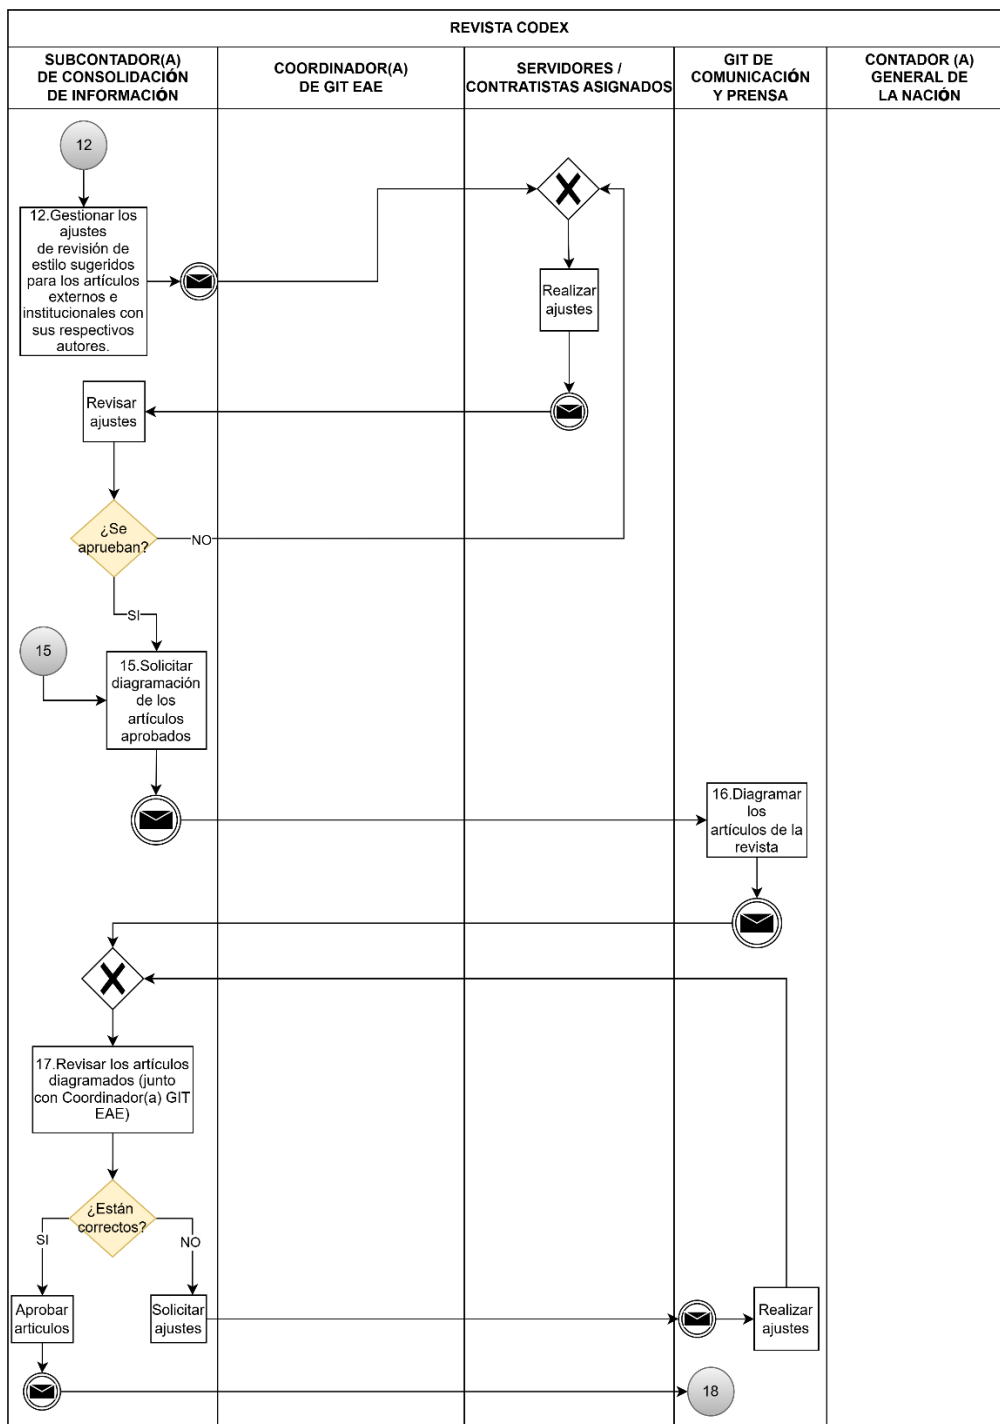 REVISTA CODEX
SUBCONTADOR(A)
DE CONSOLIDACIÓN
DE INFORMACIÓN
COORDINADOR(A)
DE GIT EAE
SERVIDORES /
CONTRATISTAS ASIGNADOS
GIT DE
COMUNICACIÓN
Y PRENSA
CONTADOR (A)
GENERAL DE
LA NACIÓN
12
12.Gestionar los
ajustes
de revisión de
estilo sugeridos
para los artículos
externos e
institucionales con
sus respectivos
autores.
Realizar
ajustes
Revisar
ajustes
¿Se
aprueban?
NO
SI
15
15.Solicitar
diagramación
de los
artículos
aprobados
16.Diagramar
los
artículos de la
revista
17.Revisar los artículos
diagramados (junto
con Coordinador(a) GIT
EAE)
¿Están
correctos?
SI
NO
Aprobar
articulos
Solicitar
ajustes
Realizar
ajustes
18